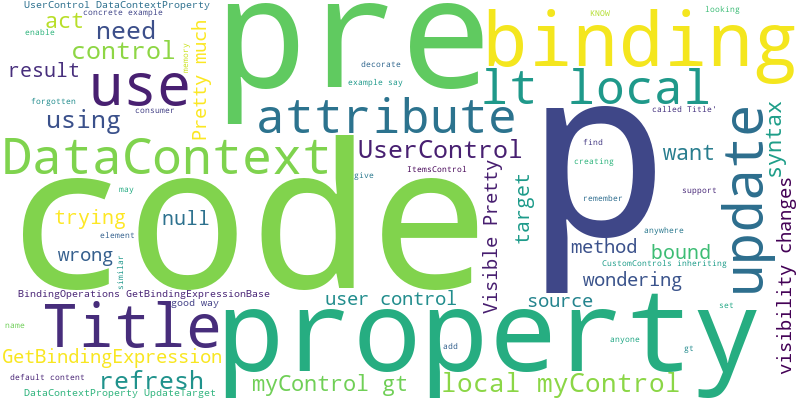 UserControl DataContextProperty
concrete example
act
need
enable
control
result
use
forgotten
consumer
using
memory
Pretty much
pre
decorate
example say
attribute
binding
lt local
looking
KNOW
called Title'
DataContext
UserControl
give
ItemsControl
code
p
find
creating
remember
want
support
anywhere
update
syntax
may
trying
null
element
wrong
similar
Visible Pretty
target
method
bound
CustomControls inheriting
wondering
visibility changes
BindingOperations GetBindingExpressionBase
good way
user control
source
set
Title
property
name
add
anyone
gt
GetBindingExpression
default content
refresh
myControl gt
local myControl
DataContextProperty UpdateTarget